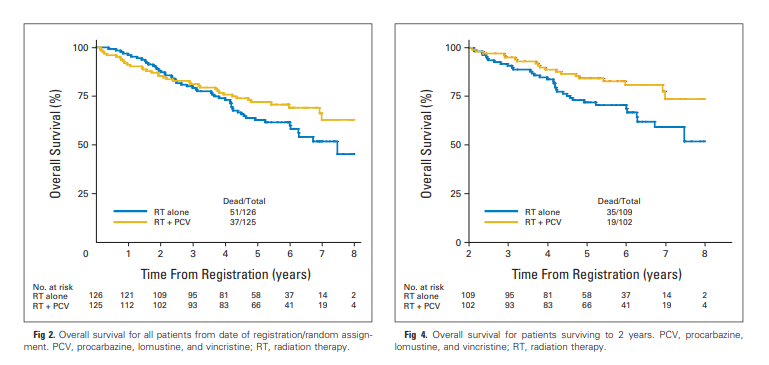 100
75
50
25
0
Overall Survival (%)
Dead/Total
RT alone 51/126
RT + PCV 37/125
1 2 3 4 5 6 7 8
Time From Registration (years)
No. at risk
RT alone 126 121 109 95 81 58 37 14 2
RT + PCV 125 112 102 93 83 66 41 19 4
Fig 2. Overall survival for all patients from date of registration/random assign-
ment. PCV, procarbazine, lomustine, and vincristine; RT, radiation therapy.
100
75
50
25
0
Overall Survival (%)
Dead/Total
RT alone 35/109
RT + PCV 19/102
2 3 4 5 6 7 8
Time From Registration (years)
No. at risk
RT alone 109 95 81 58 37 14 2
RT + PCV 102 93 83 66 41 19 4
Fig 4. Overall survival for patients surviving to 2 years. PCV, procarbazine,
lomustine, and vincristine; RT, radiation therapy.